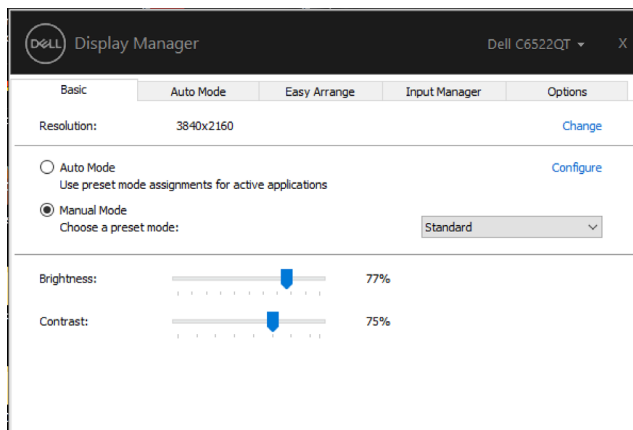 DELL Display Manager Dell C6522QT X
Basic Auto Mode Easy Arrange Input Manager Options
Resolution: 3840x2160 Change
Auto Mode Configure
Use preset mode assignments for active applications
Manual Mode
Choose a preset mode: Standard
Brightness: 77%
Contrast: 75%